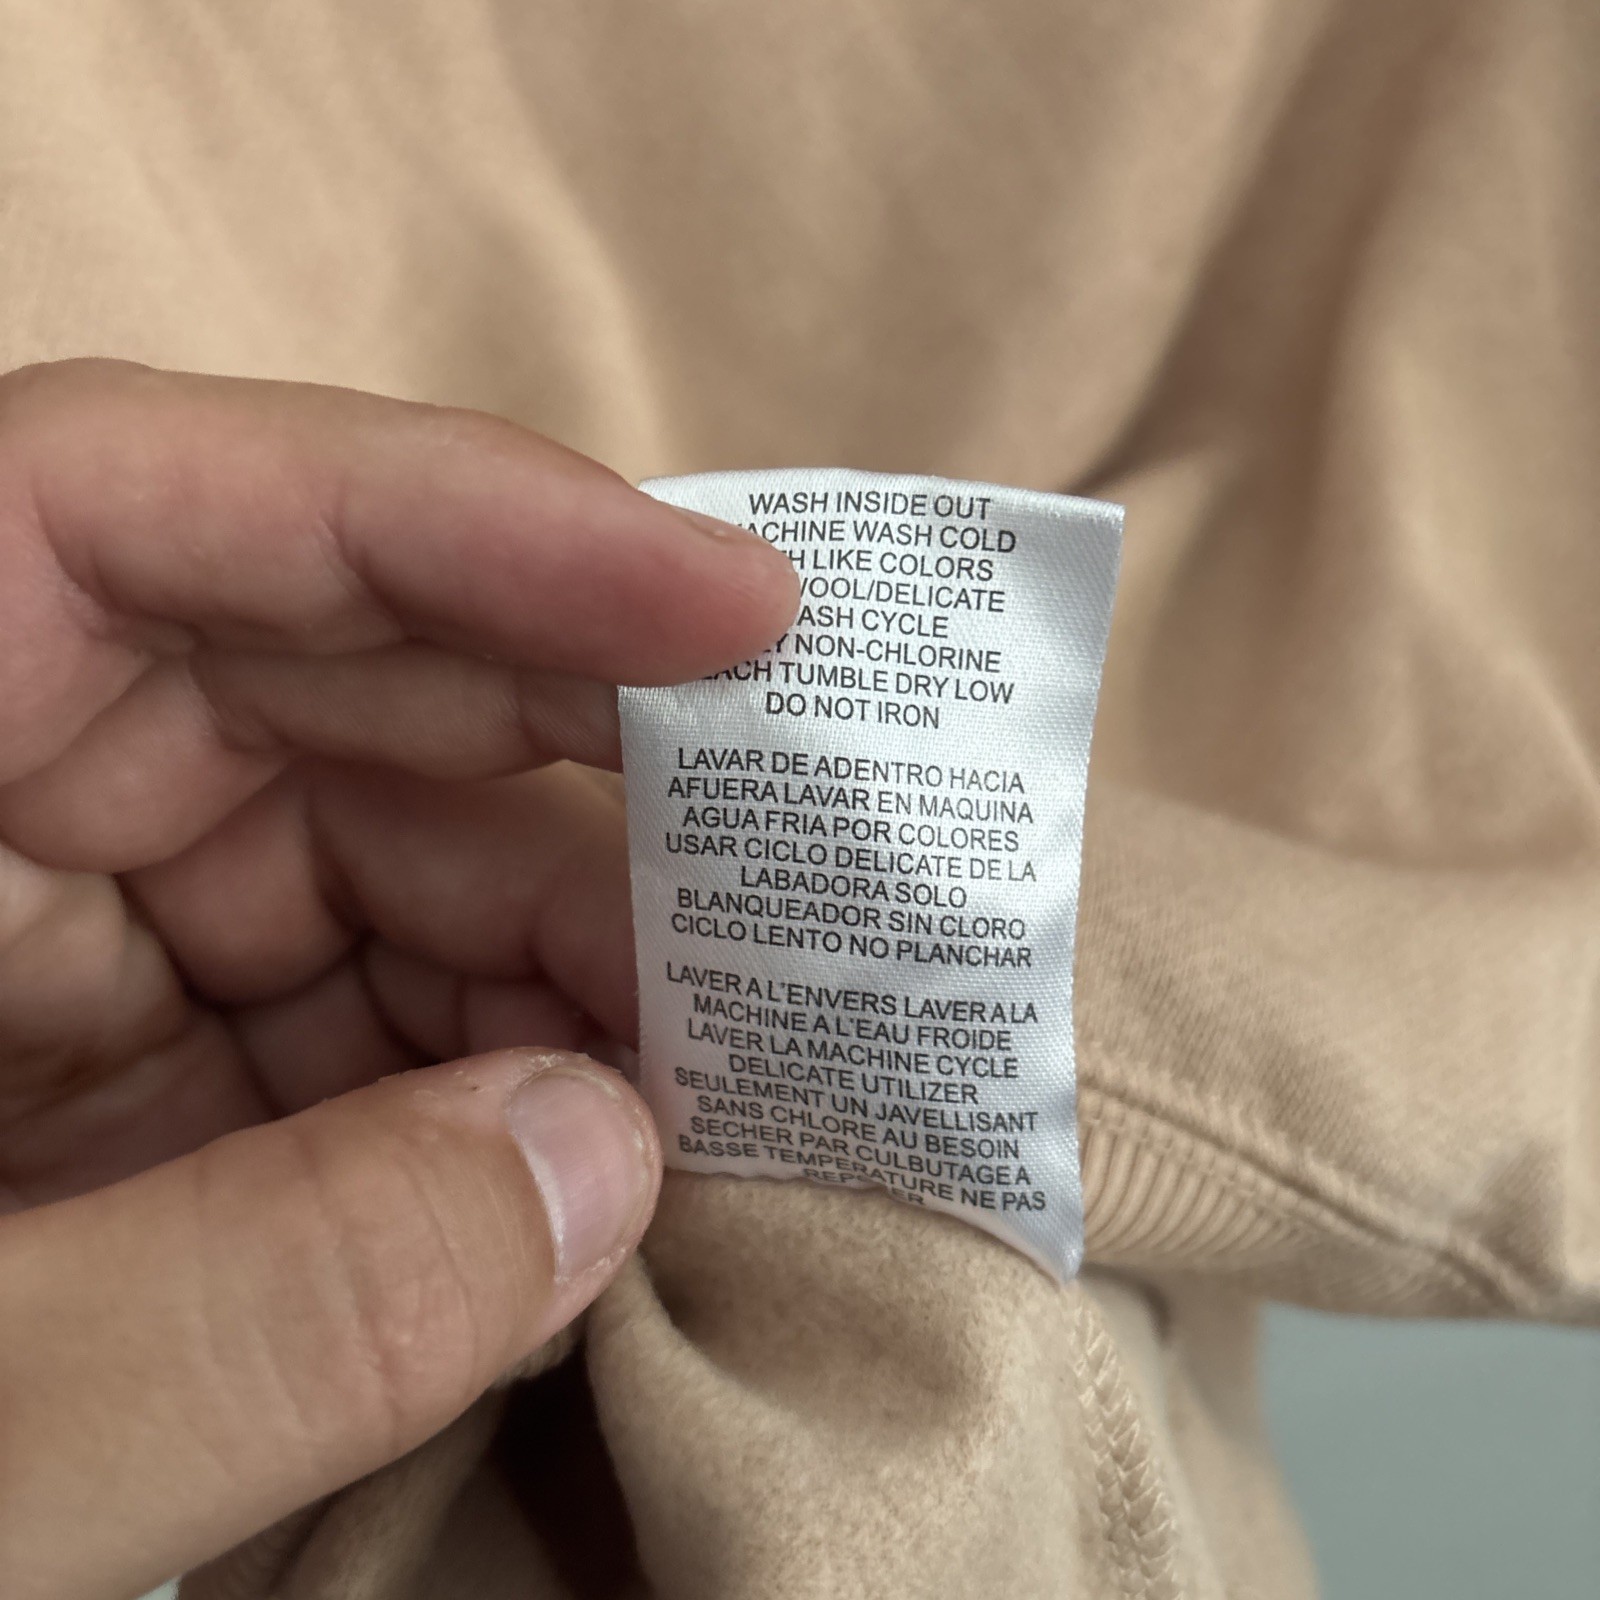 WASH INSIDE OUT
MACHINE WASH COLD
LIKE COLORS
WOOL/DELICATE
WASH CYCLE
NON-CHLORINE
BLEACH TUMBLE DRY LOW
DO NOT IRON
LAVAR DE ADENTRO HACIA
AFUERA LAVAR EN MAQUINA
AGUA FRIA POR COLORES
USAR CICLO DELICATE DE LA
LABADORA SOLO
BLANQUEADOR SIN CLORO
CICLO LENTO NO PLANCHAR
LAVER A L'ENVERS LAVER A LA
MACHINE A L'EAU FROIDE
LAVER LA MACHINE CYCLE
DELICATE UTILIZER
SEULEMENT UN JAVELLISANT
SANS CHLORE AU BESOIN
SECHER PAR CULBUTAGE A
BASSE TEMPERATURE NE PAS